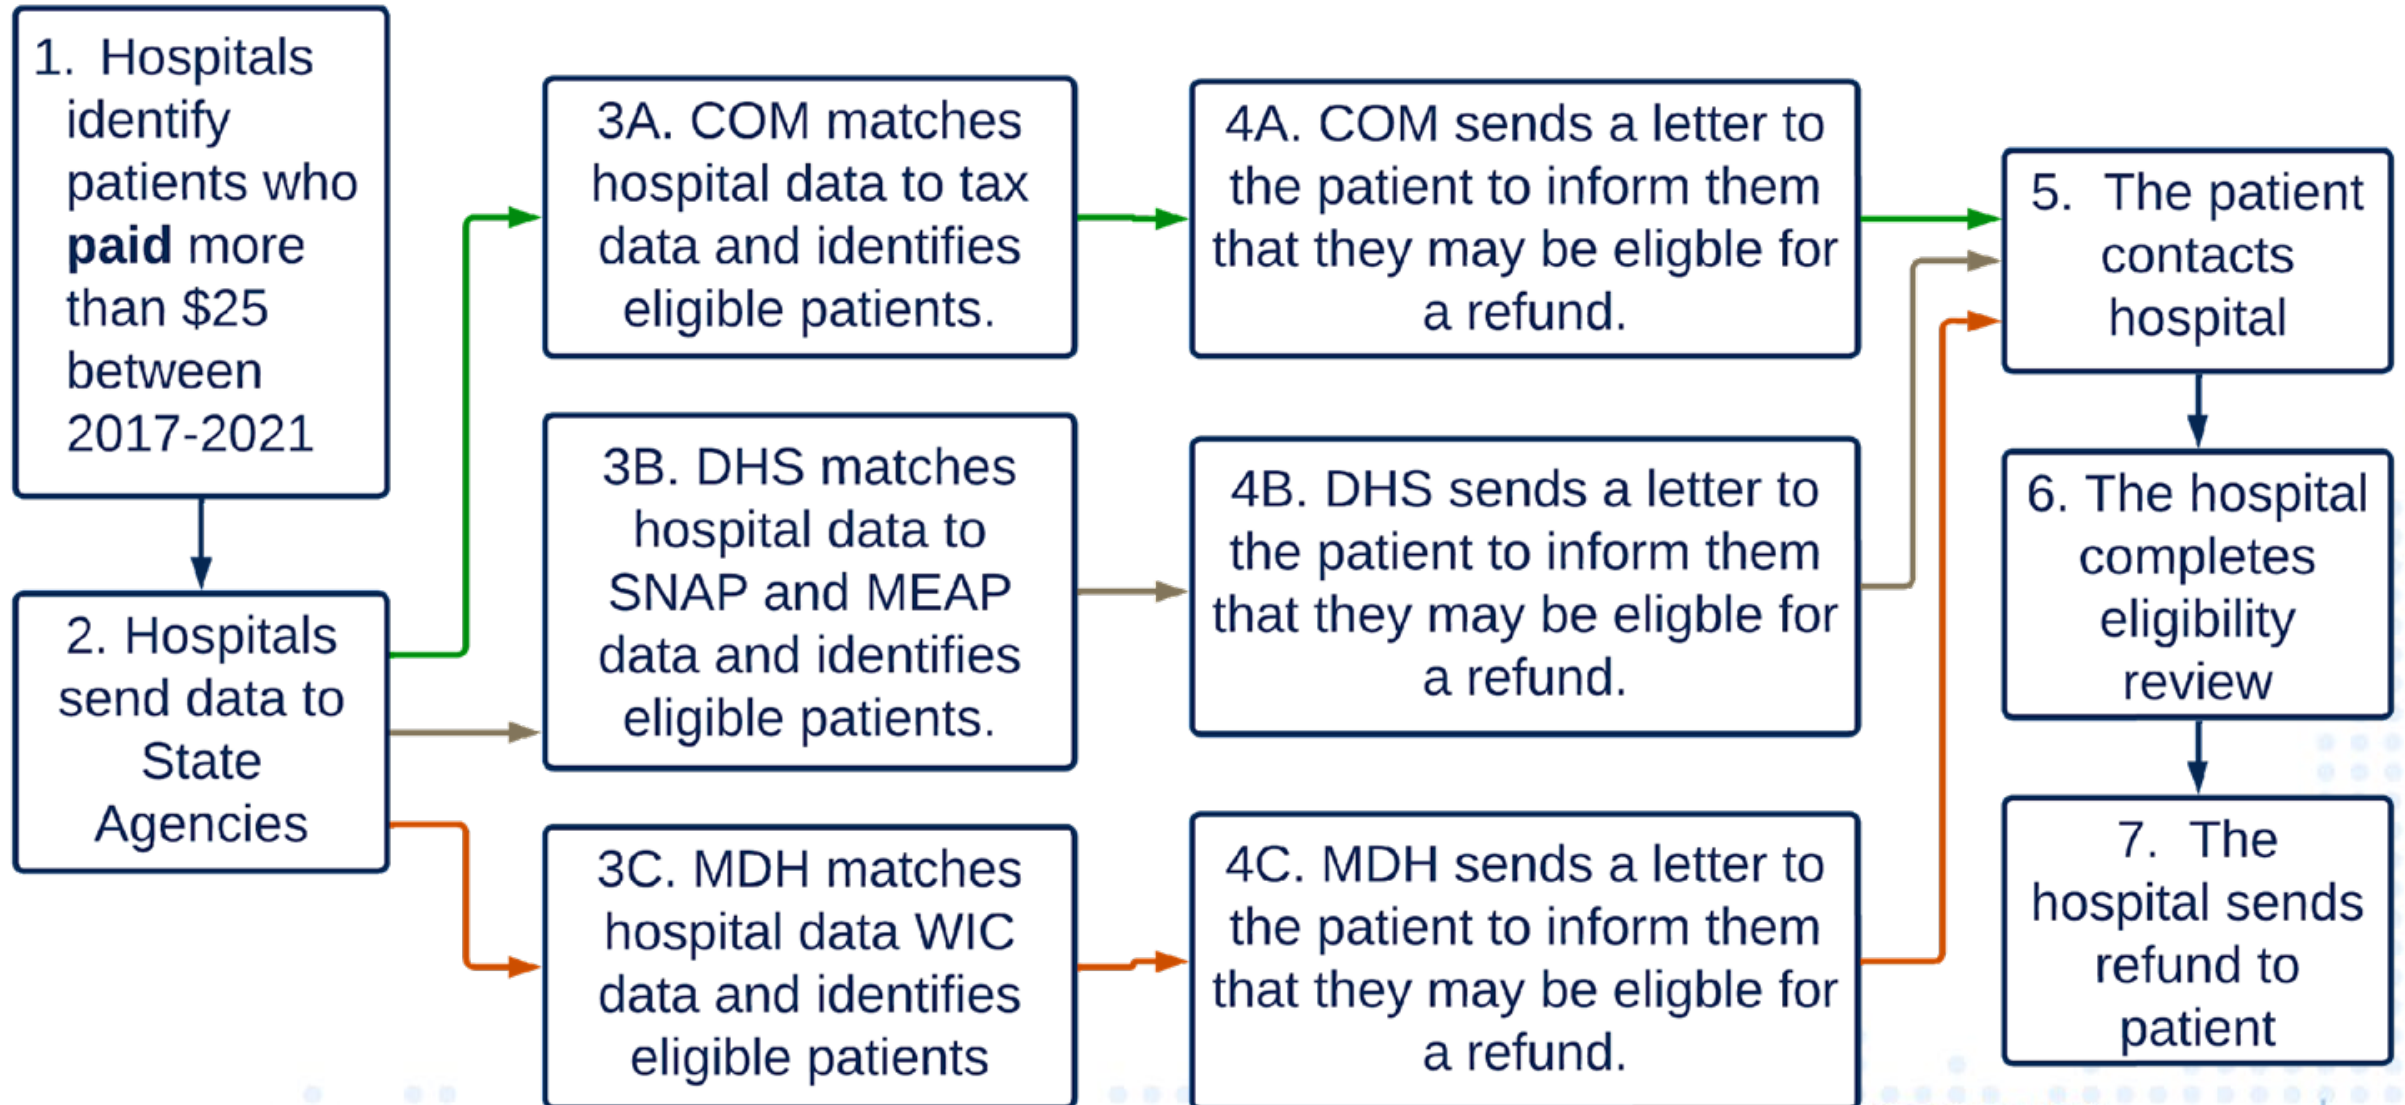 1. Hospitals
identify
patients who
paid more
than $25
between
2017-2021
2. Hospitals
send data to
State
Agencies
3A. COM matches
hospital data to tax
data and identifies
eligible patients.
3B. DHS matches
hospital data to
SNAP and MEAP
data and identifies
eligible patients.
3C. MDH matches
hospital data WIC
data and identifies
eligible patients
4A. COM sends a letter to
the patient to inform them
that they may be eligble for
a refund.
4B. DHS sends a letter to
the patient to inform them
that they may be eligble for
a refund.
4C. MDH sends a letter to
the patient to inform them
that they may be eligble for
a refund.
5. The patient
contacts
hospital
6. The hospital
completes
eligibility
review
7. The
hospital sends
refund to
patient